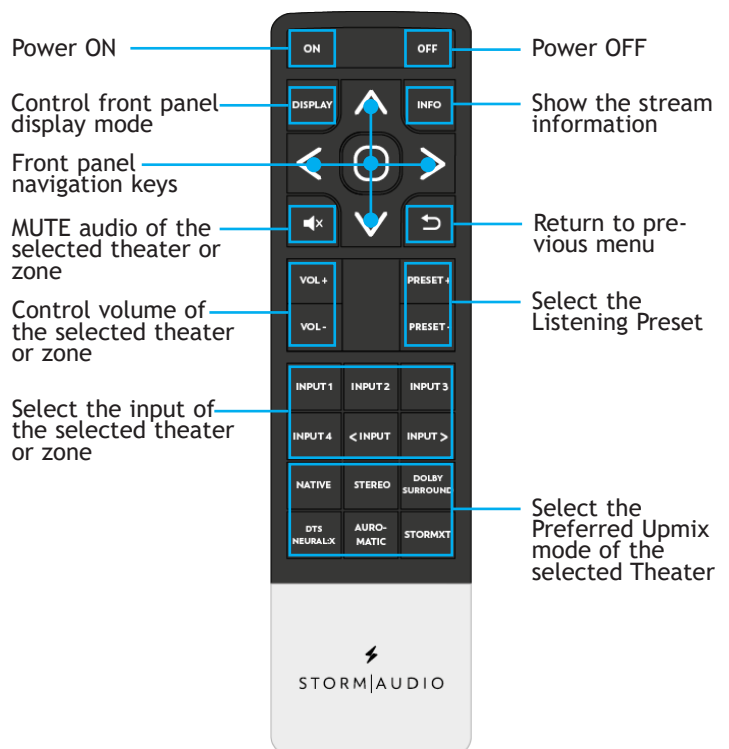 Power ON
ON
OFF
Power OFF
Control front panel
display mode
DISPLAY
INFO
Show the stream
information
Front panel
navigation keys
MUTE audio of the
selected theater or
zone
Return to pre-
vious menu
VOL +
PRESET +
Control volume of
the selected theater
or zone
VOL -
PRESET -
Select the
Listening Preset
INPUT 1
INPUT 2
INPUT 3
Select the input of
the selected theater
or zone
INPUT 4
< INPUT
INPUT >
NATIVE
STEREO
DOLBY
SURROUND
DTS
NEURAL:X
AURO-
MATIC
STORMXT
Select the
Preferred Upmix
mode of the
selected Theater
STORM|AUDIO